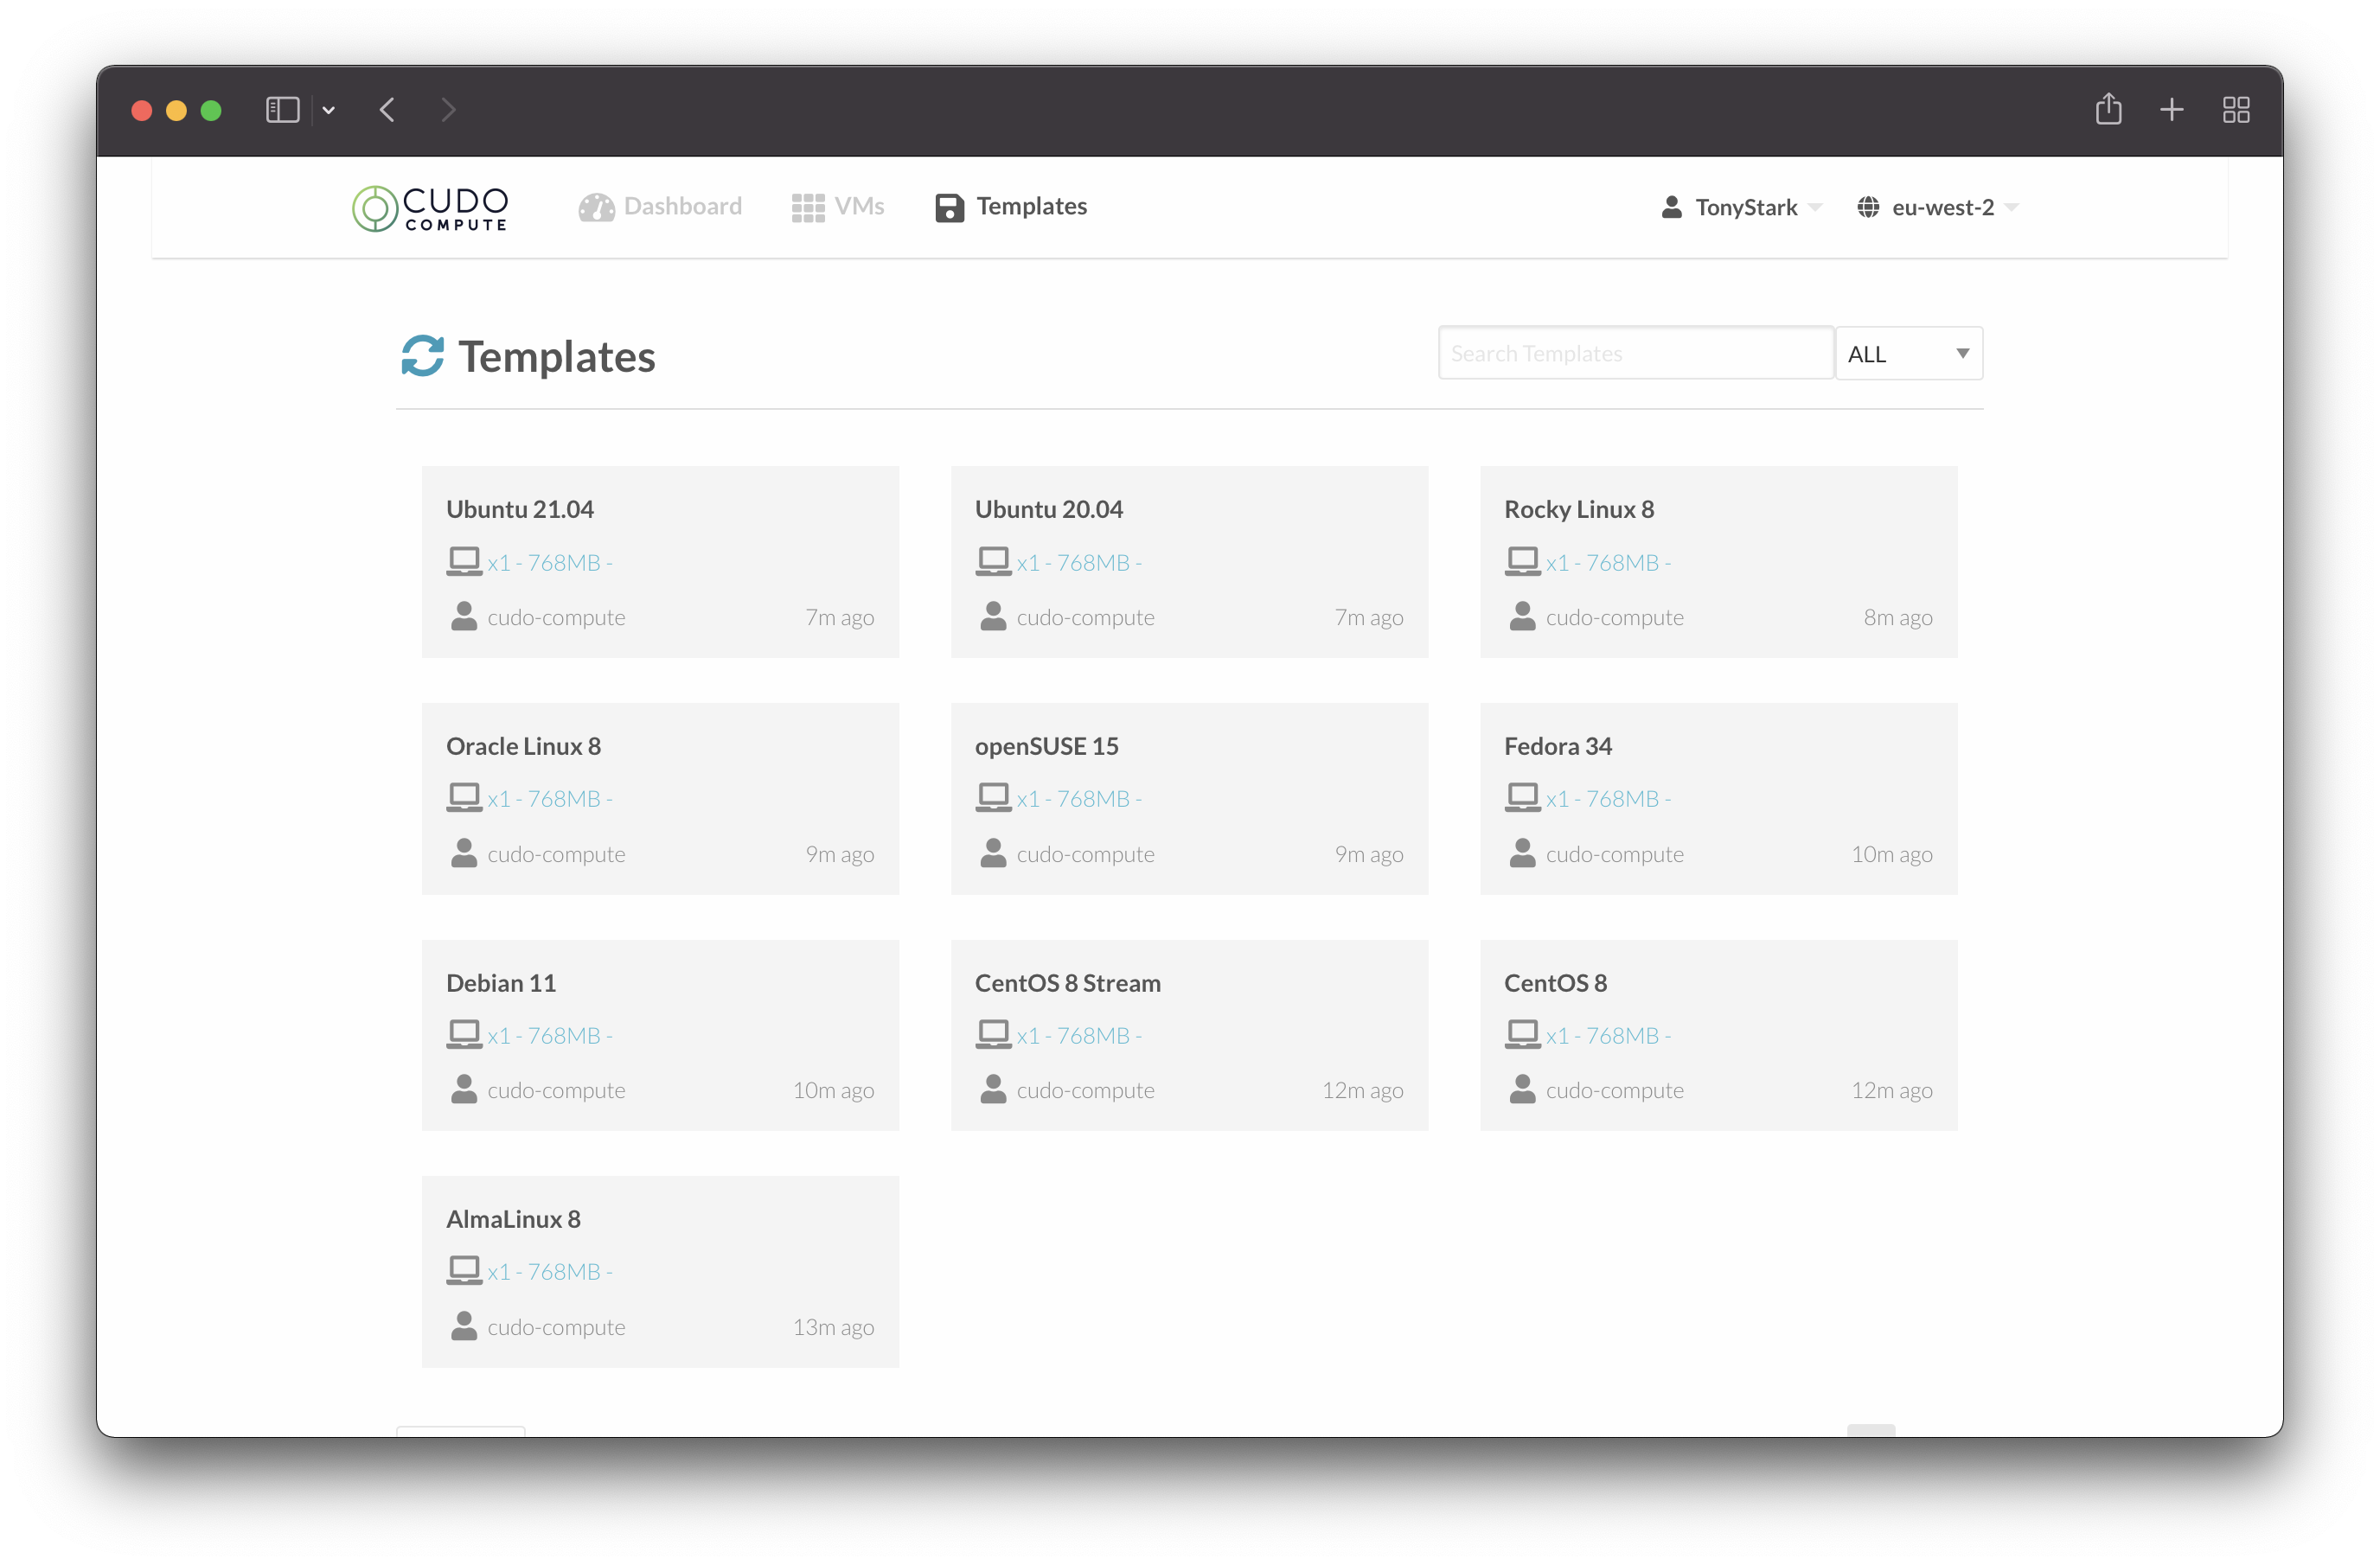 CUDO
COMPUTE
Dashboard
VMs
Templates
TonyStark
eu-west-2
Templates
Search Templates
ALL
Ubuntu 21.04
x1 - 768MB -
cudo-compute
7m ago
Ubuntu 20.04
x1 - 768MB -
cudo-compute
7m ago
Rocky Linux 8
x1 - 768MB -
cudo-compute
8m ago
Oracle Linux 8
x1 - 768MB -
cudo-compute
9m ago
openSUSE 15
x1 - 768MB -
cudo-compute
9m ago
Fedora 34
x1 - 768MB -
cudo-compute
10m ago
Debian 11
x1 - 768MB -
cudo-compute
10m ago
CentOS 8 Stream
x1 - 768MB -
cudo-compute
12m ago
CentOS 8
x1 - 768MB -
cudo-compute
12m ago
AlmaLinux 8
x1 - 768MB -
cudo-compute
13m ago